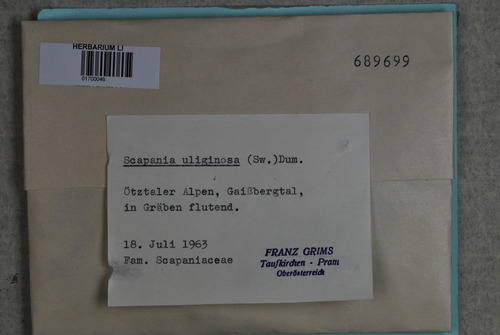 HERBARIUM LI
01700046
689699
Scapania uliginosa (Sw.)Dum.
Ötztaler Alpen, Gaißbergtal,
in Gräben flutend.
18. Juli 1963
Fam. Scapaniaceae
FRANZ GRIMS
Taufkirchen - Pram
Oberösterreich